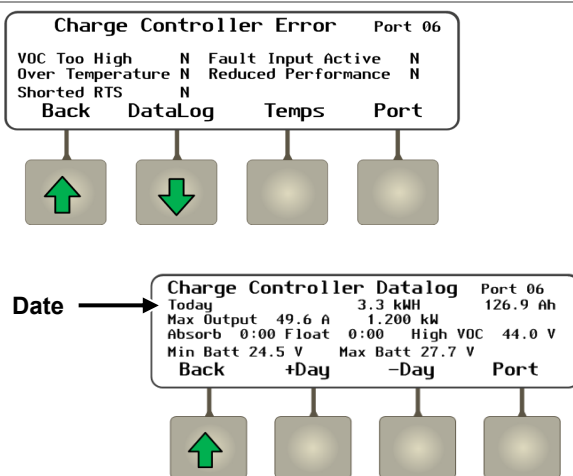 Charge Controller Error Port 06
VOC Too High N Fault Input Active N
Over Temperature N Reduced Performance N
Shorted RTS N
Back DataLog Temps Port
Date
Charge Controller Datalog Port 06
Today 3.3 kWH 126.9 Ah
Max Output 49.6 A 1.200 kW
Absorb 0:00 Float 0:00 High VOC 44.0 V
Min Batt 24.5 V Max Batt 27.7 V
Back +Day -Day Port